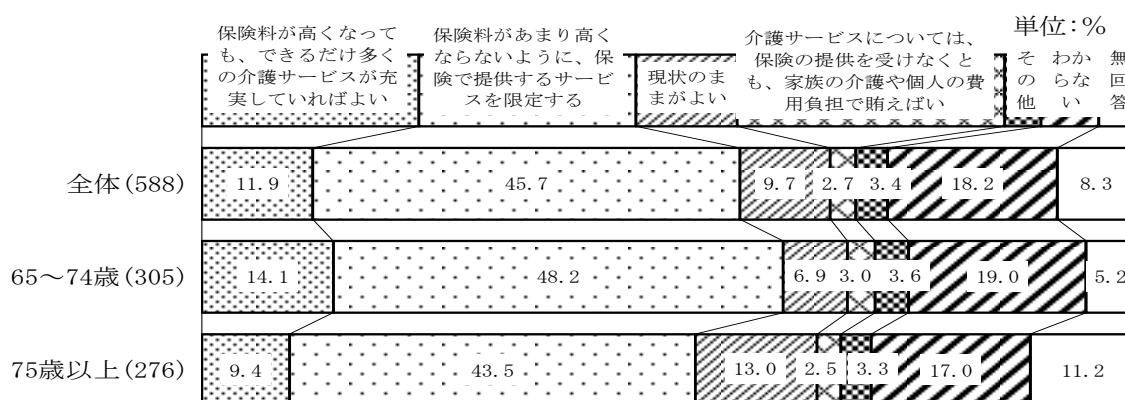 単位:%
保険料が高くなって
も、できるだけ多く
の介護サービスが充
実していればよい
保険料があまり高く
ならないように、保
険で提供するサービ
スを限定する
現状のま
まがよい
介護サービスについては、
保険の提供を受けなくと
も、家族の介護や個人の費
用負担で賄えばい
その他
わからない
無回答
全体(588) 11.9 45.7 9.7 2.7 3.4 18.2 8.3
65～74歳(305) 14.1 48.2 6.9 3.0 3.6 19.0 5.2
75歳以上(276) 9.4 43.5 13.0 2.5 3.3 17.0 11.2